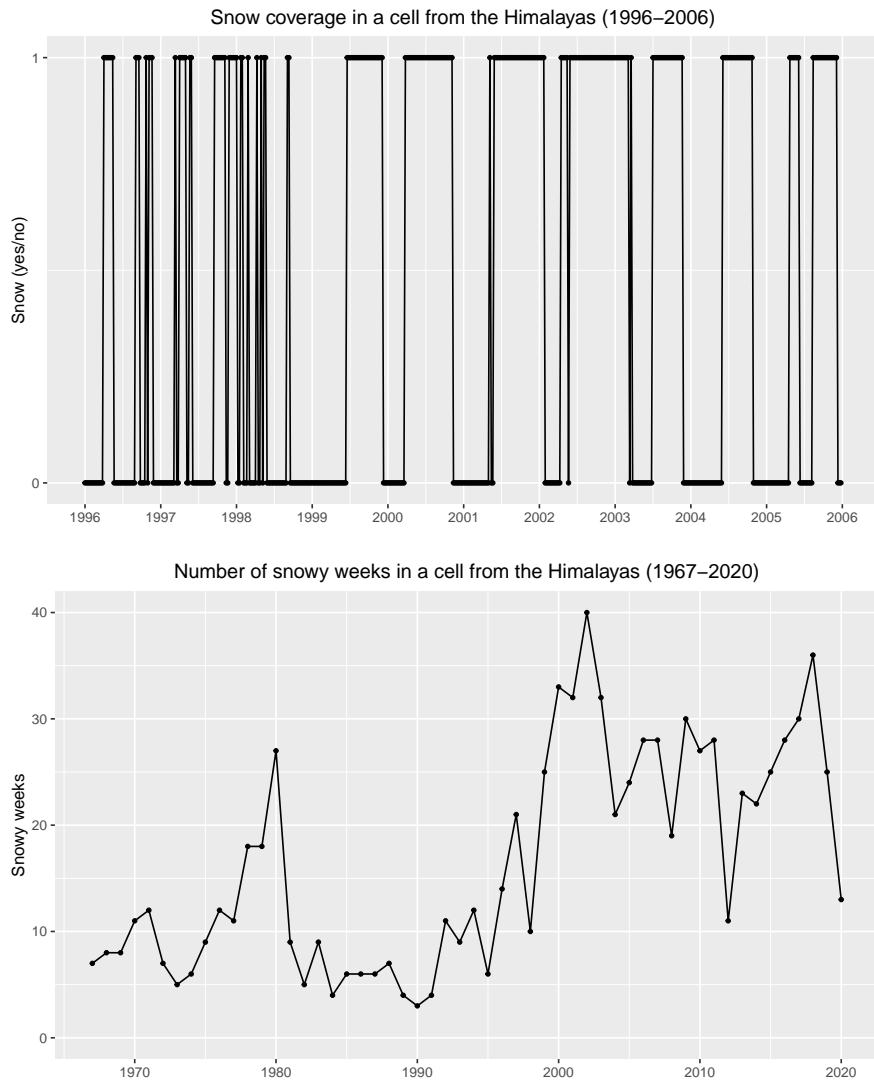 Snow coverage in a cell from the Himalayas (1996−2006)
1
Snow (yes/no)
0
1996 1997 1998 1999 2000 2001 2002 2003 2004 2005 2006
Number of snowy weeks in a cell from the Himalayas (1967−2020)
40
30
Snowy weeks
20
10
0
1970 1980 1990 2000 2010 2020